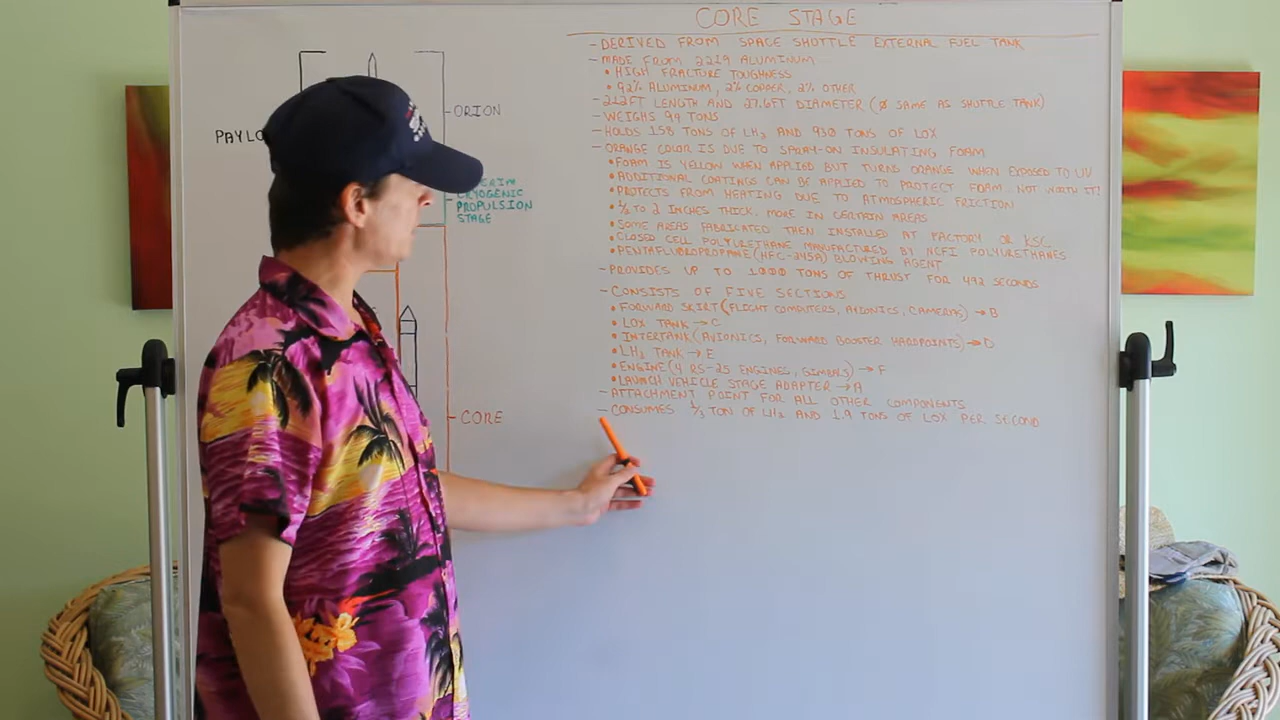 CORE STAGE
- DERIVED FROM SPACE SHUTTLE EXTERNAL FUEL TANK
- MADE FROM 2219 ALUMINUM
• HIGH FRACTURE TOUGHNESS
• 92% ALUMINUM, 2% COPPER, 2% OTHER
- 212FT LENGTH AND 27.6FT DIAMETER (Ø SAME AS SHUTTLE TANK)
- WEIGHS 99 TONS
- HOLDS 158 TONS OF LH2 AND 930 TONS OF LOX
- ORANGE COLOR IS DUE TO SPRAY-ON INSULATING FOAM
• FOAM IS YELLOW WHEN APPLIED BUT TURNS ORANGE WHEN EXPOSED TO UV
• ADDITIONAL COATINGS CAN BE APPLIED TO PROTECT FOAM. NOT WORTH IT!
• PROTECTS FROM HEATING DUE TO ATMOSPHERIC FRICTION
• ½ TO 2 INCHES THICK. MORE IN CERTAIN AREAS
• SOME AREAS FABRICATED THEN INSTALLED AT FACTORY OR KSC
• CLOSED CELL POLYURETHANE MANUFACTURED BY NCFI POLYURETHANES
• PENTAFLUOROPROPANE (HFC-245A) BLOWING AGENT
- PROVIDES UP TO 1000 TONS OF THRUST FOR 492 SECONDS
- CONSISTS OF FIVE SECTIONS
• FORWARD SKIRT (FLIGHT COMPUTERS, AVIONICS, CAMERAS) → B
• LOX TANK → C
• INTERTANK (AVIONICS, FORWARD BOOSTER HARDPOINTS) → D
• LH2 TANK → E
• ENGINE (4 RS-25 ENGINES, GIMBALS) → F
• LAUNCH VEHICLE STAGE ADAPTER → A
- ATTACHMENT POINT FOR ALL OTHER COMPONENTS
- CONSUMES ⅓ TON OF LH2 AND 1.9 TONS OF LOX PER SECOND
ORION
PAYLO
CRYOGENIC
PROPULSION
STAGE
CORE